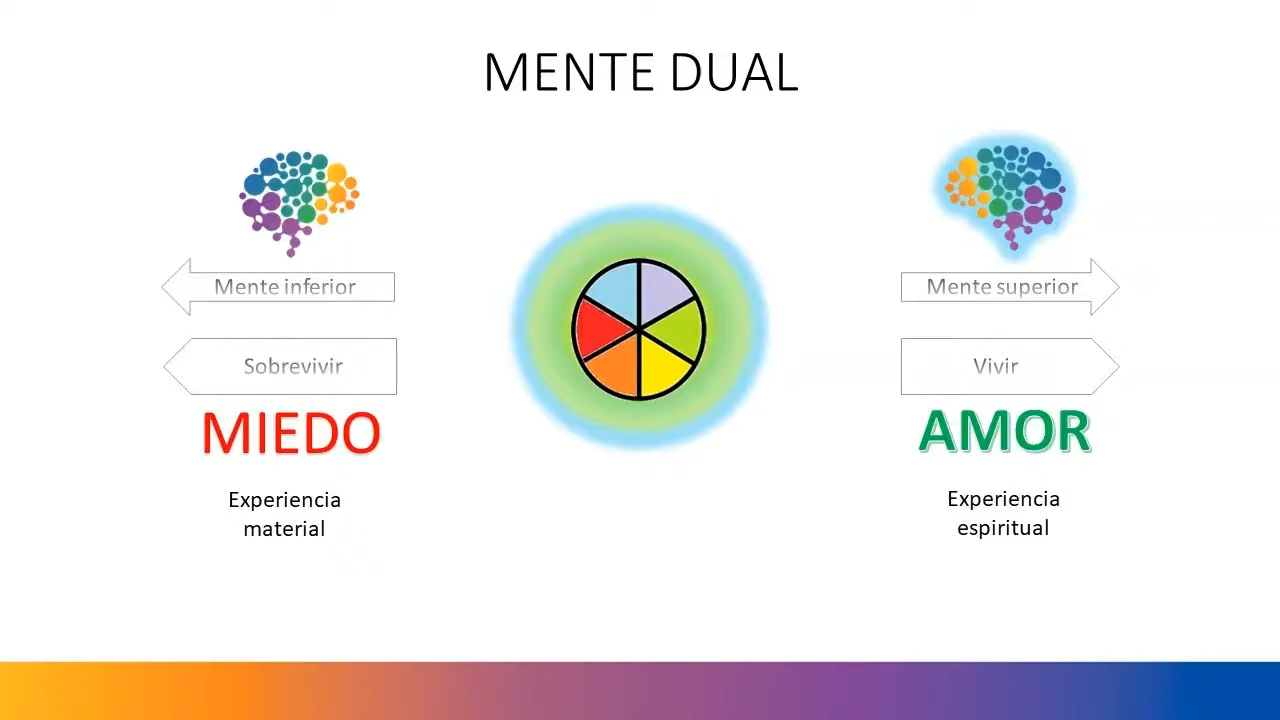 MENTE DUAL
Mente inferior
Sobrevivir
MIEDO
Experiencia
material
Mente superior
Vivir
AMOR
Experiencia
espiritual